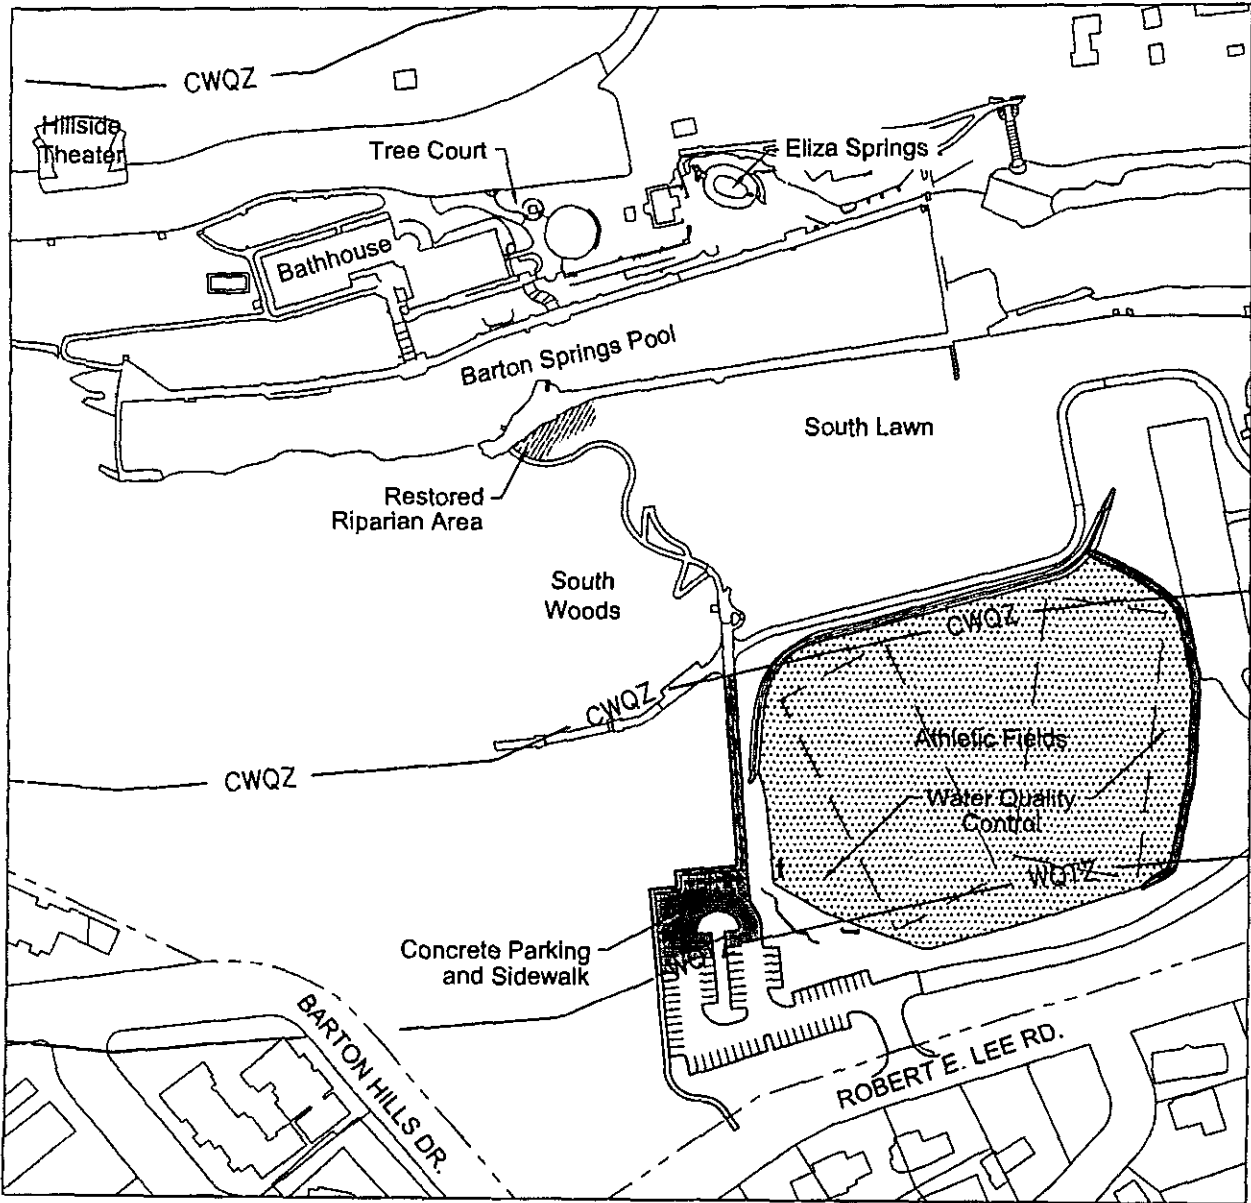 CWQZ
Hillside
Theater
Tree Court
Eliza Springs
Bathhouse
Barton Springs Pool
South Lawn
Restored
Riparian Area
South
Woods
CWQZ
CWQZ
CWQZ
Athletic Fields
Water Quality
Control
WQTZ
Concrete Parking
and Sidewalk
BARTON HILLS DR.
ROBERT E. LEE RD.